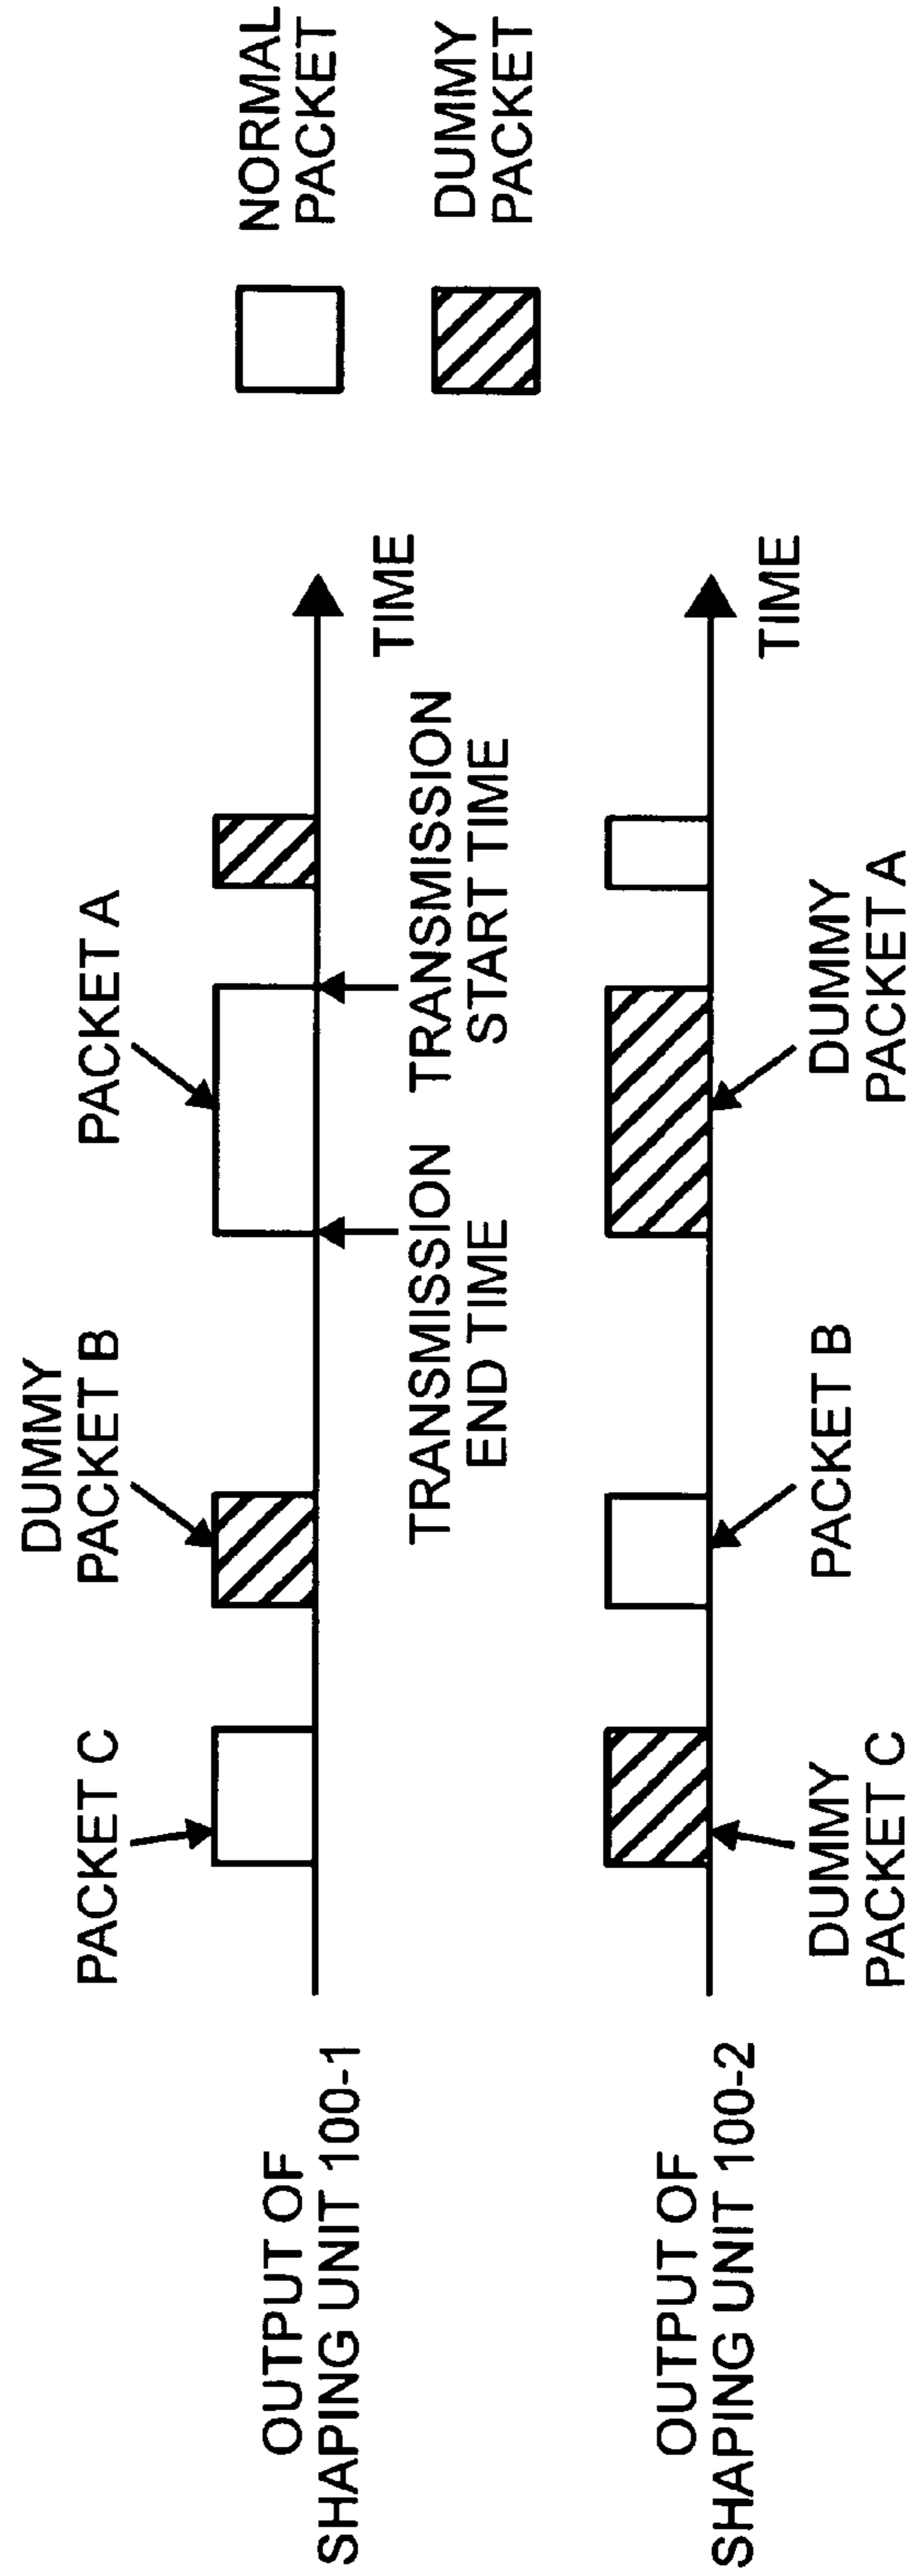 DUMMY
PACKET B
PACKET C
PACKET A
NORMAL
PACKET
OUTPUT OF
SHAPING UNIT 100-1
TIME
TRANSMISSION
END TIME
TRANSMISSION
START TIME
DUMMY
PACKET
OUTPUT OF
SHAPING UNIT 100-2
TIME
DUMMY
PACKET C
PACKET B
DUMMY
PACKET A